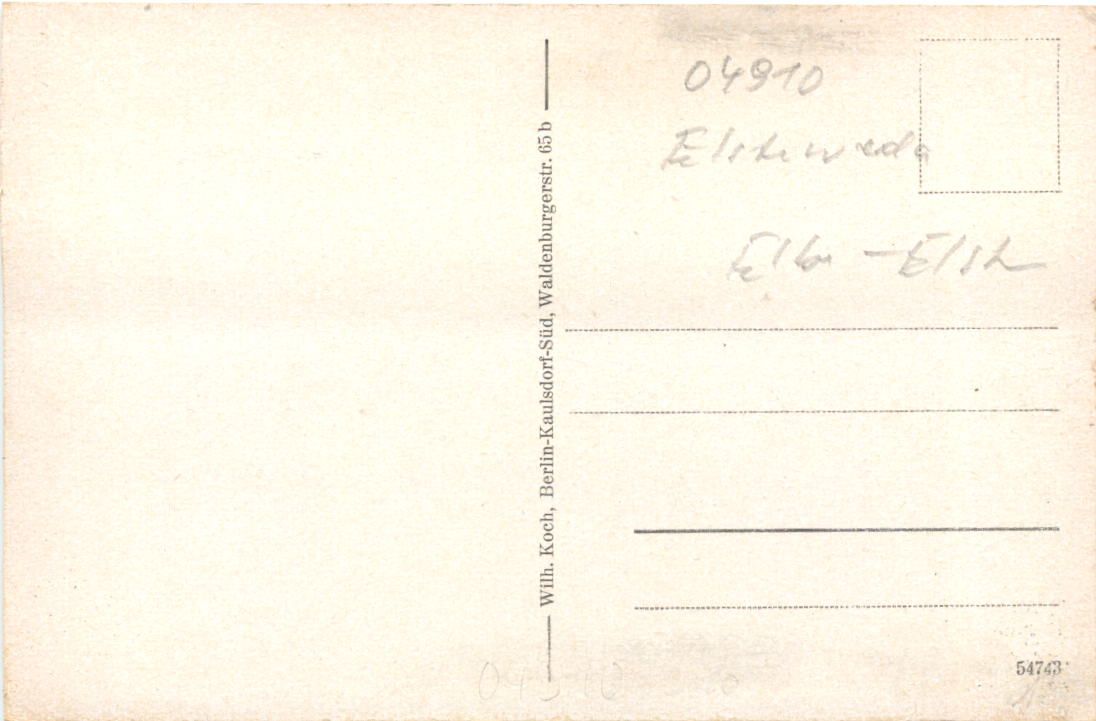 04910
Elsterwerda
Elbe-Elster
Wilh. Koch, Berlin-Kaulsdorf-Süd, Waldenburgerstr. 65 b
54743